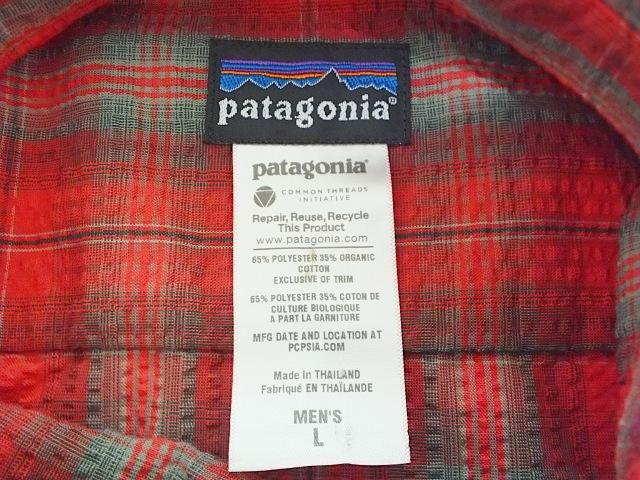 patagonia®
patagonia®
COMMON THREADS
INITIATIVE
Repair, Reuse, Recycle
This Product
www.patagonia.com
65% POLYESTER 35% ORGANIC
COTTON
EXCLUSIVE OF TRIM
65% POLYESTER 35% COTON DE
CULTURE BIOLOGIQUE
A PART LA GARNITURE
MFG DATE AND LOCATION AT
PCPSIA.COM
Made in THAILAND
Fabriqué EN THAÏLANDE
MEN'S
L